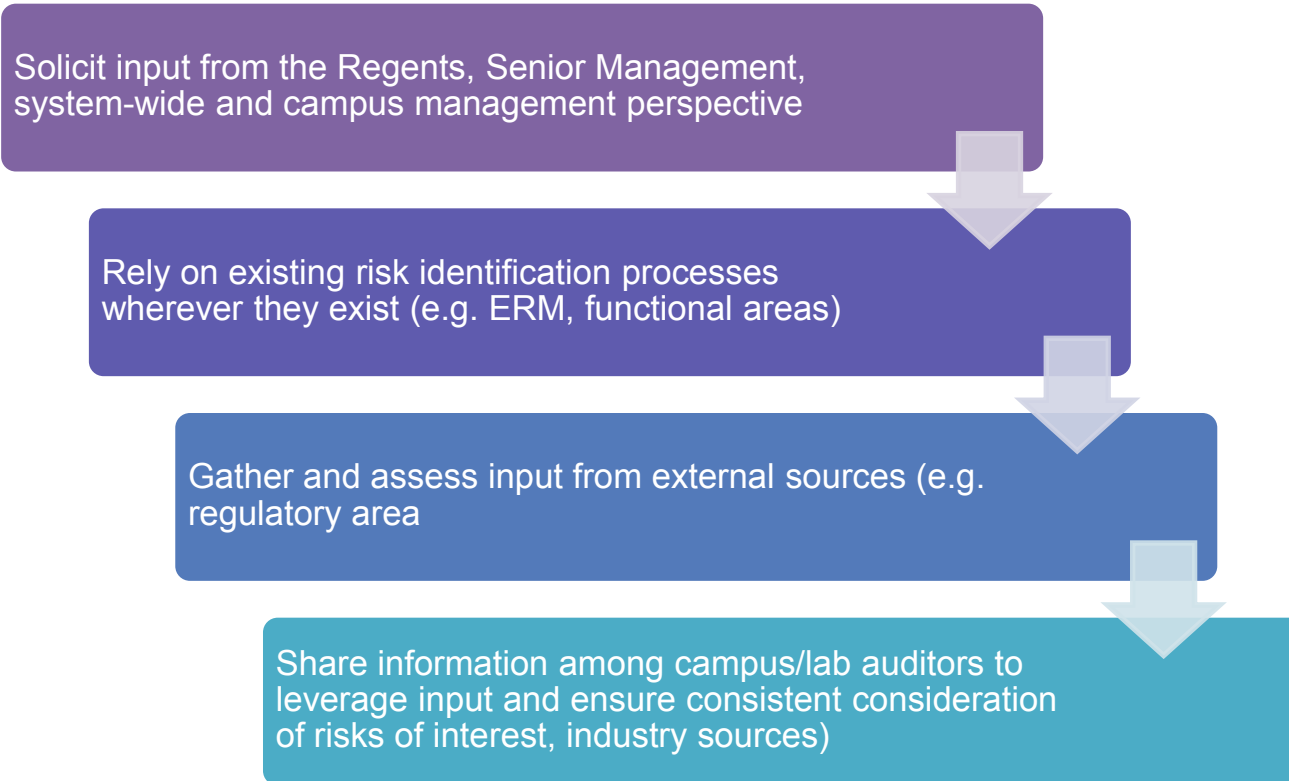 Solicit input from the Regents, Senior Management,
system-wide and campus management perspective
Rely on existing risk identification processes
wherever they exist (e.g. ERM, functional areas)
Gather and assess input from external sources (e.g.
regulatory area
Share information among campus/lab auditors to
leverage input and ensure consistent consideration
of risks of interest, industry sources)